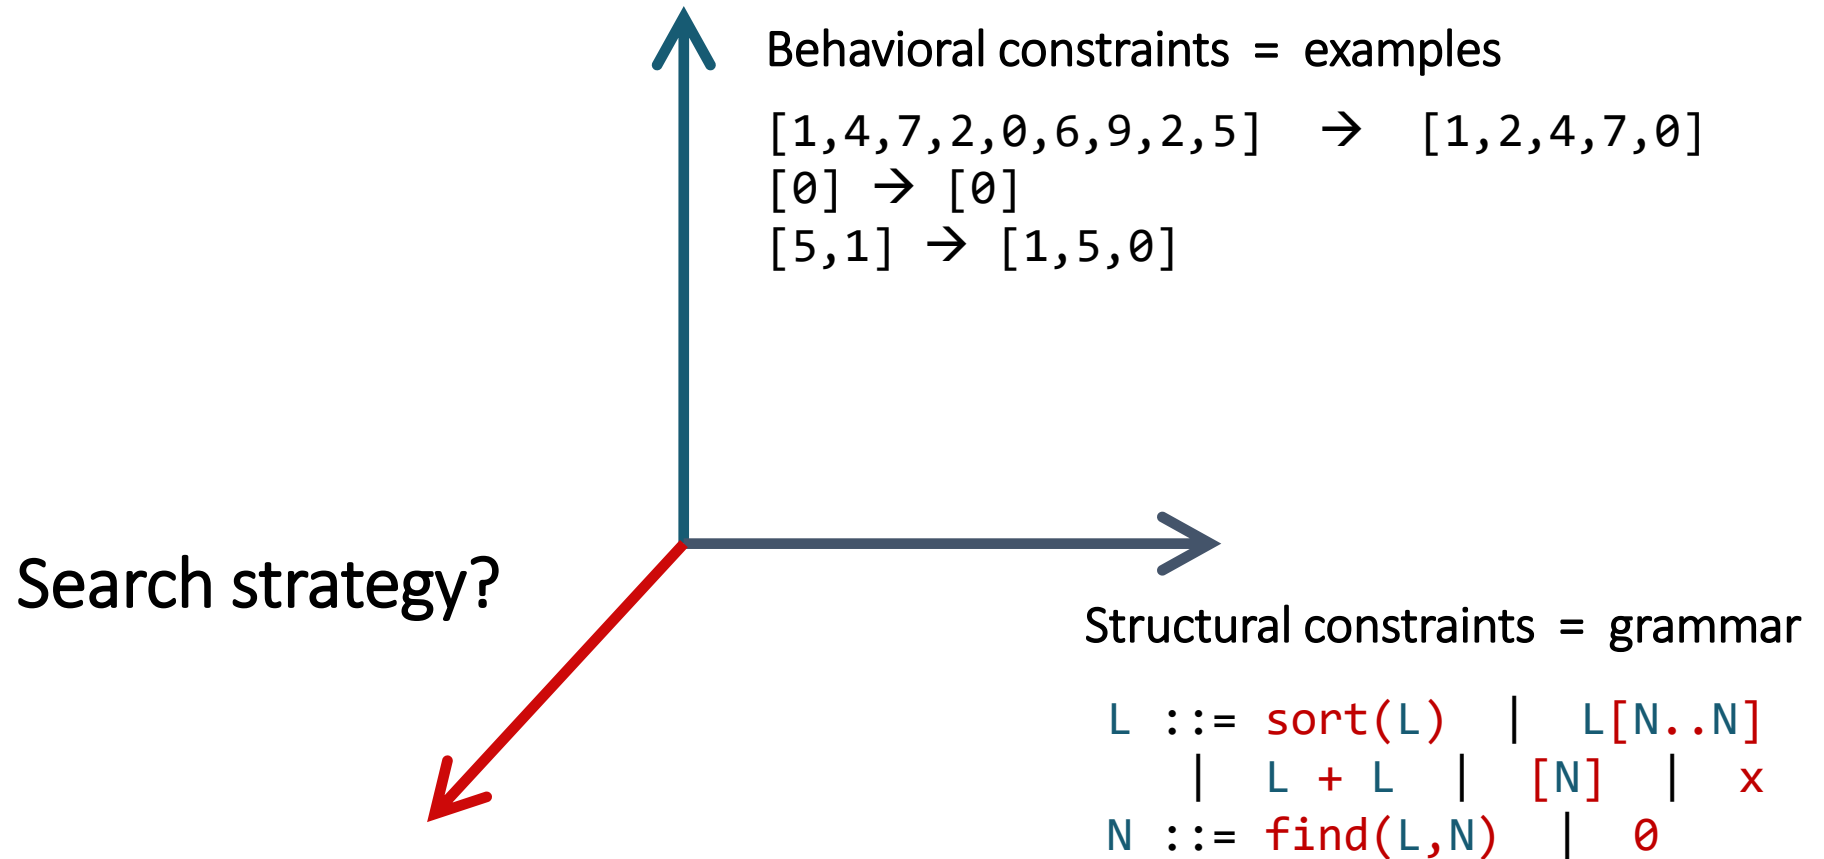 Behavioral constraints = examples
[1,4,7,2,0,6,9,2,5] → [1,2,4,7,0]
[0] → [0]
[5,1] → [1,5,0]
Search strategy?
Structural constraints = grammar
L ::= sort(L) | L[N..N]
| L + L | [N] | x
N ::= find(L,N) | 0